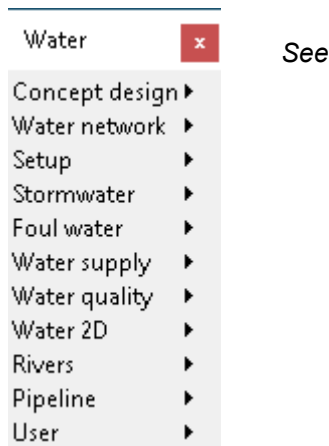 Water x
See
Concept design
Water network
Setup
Stormwater
Foul water
Water supply
Water quality
Water 2D
Rivers
Pipeline
User